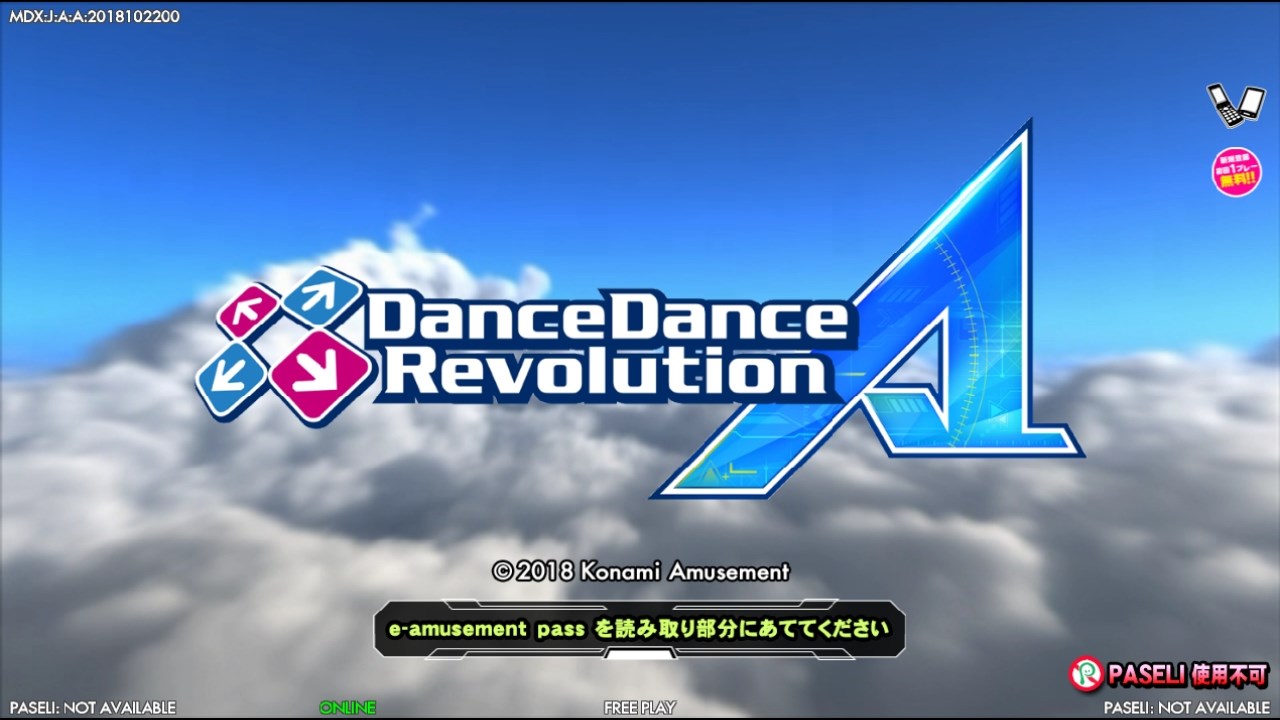 MDX:J:A:A:2018102200
DanceDance
Revolution A
無料!!
©2018 Konami Amusement
e-amusement pass を読み取り部分にあててください
PASELI 使用不可
PASELI: NOT AVAILABLE
ONLINE
FREE PLAY
PASELI: NOT AVAILABLE